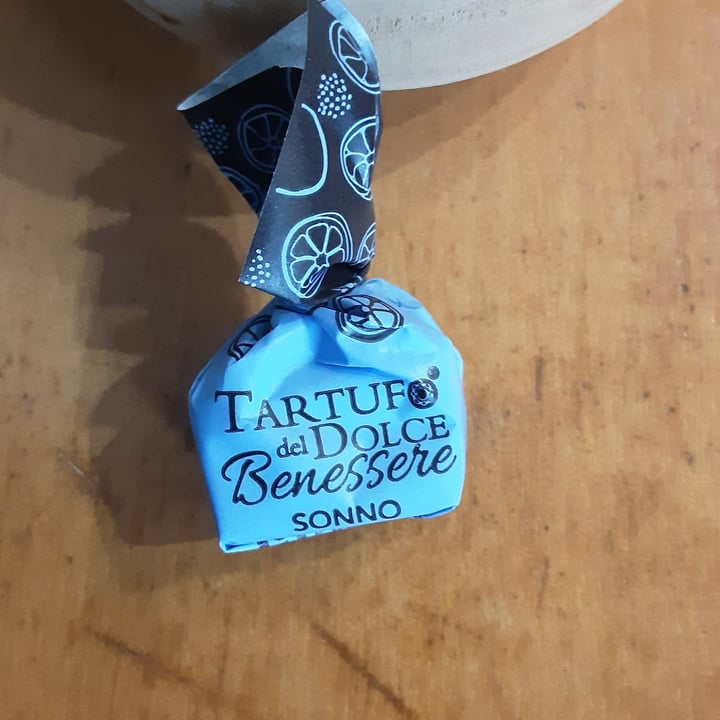 TARTUFO
del DOLCE
Benessere
SONNO